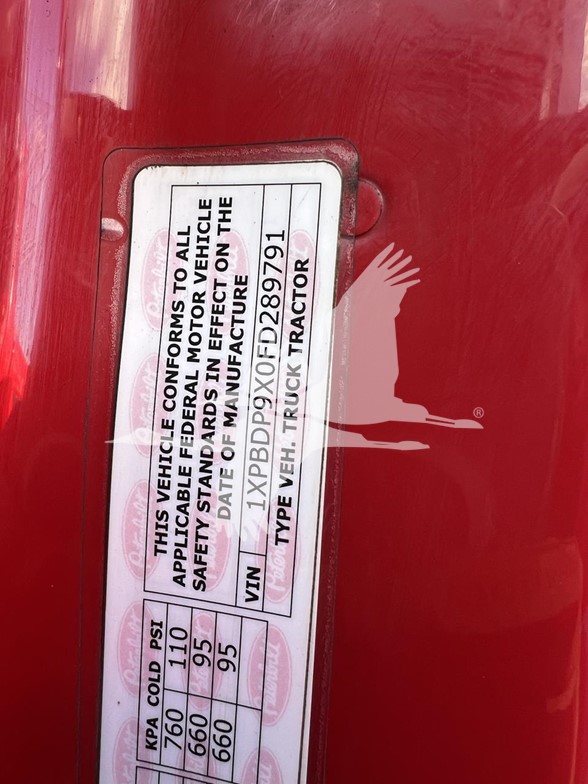 THIS VEHICLE CONFORMS TO ALL
APPLICABLE FEDERAL MOTOR VEHICLE
SAFETY STANDARDS IN EFFECT ON THE
DATE OF MANUFACTURE
VIN 1XPBDP9X0FD289791
TYPE VEH. TRUCK TRACTOR
KPA COLD PSI
760 110
660 95
660 95
Peterbilt
®